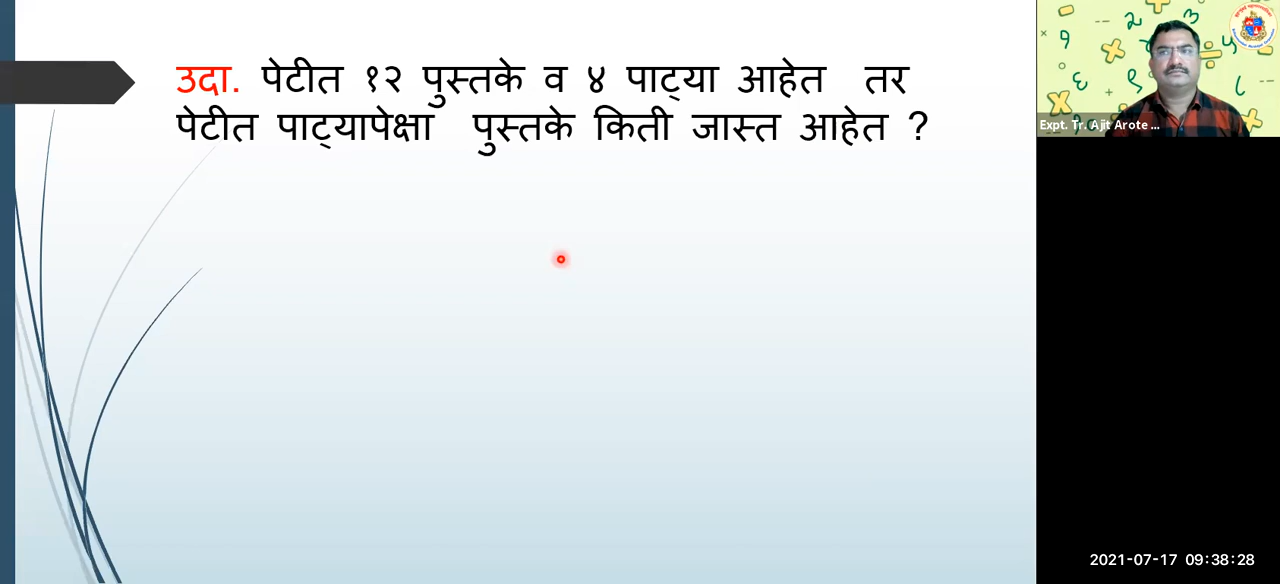 उदा. पेटीत १२ पुस्तके व ४ पाट्या आहेत तर
पेटीत पाट्यापेक्षा पुस्तके किती जास्त आहेत ?
Expt. Tr. Ajit Arote ...
2021-07-17 09:38:28